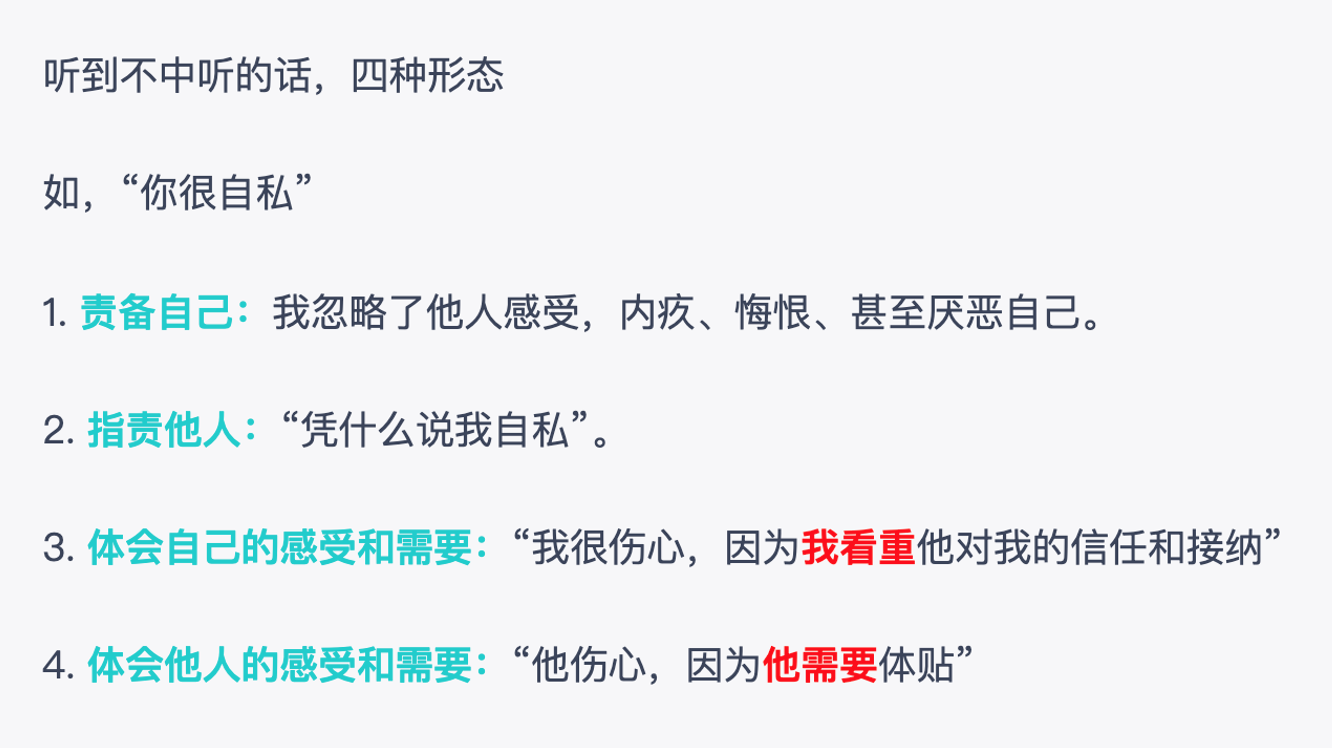 听到不中听的话，四种形态
如，“你很自私”
1. 责备自己：我忽略了他人感受，内疚、悔恨、甚至厌恶自己。
2. 指责他人：“凭什么说我自私”。
3. 体会自己的感受和需要：“我很伤心，因为我看重他对我的信任和接纳”
4. 体会他人的感受和需要：“他伤心，因为他需要体贴”